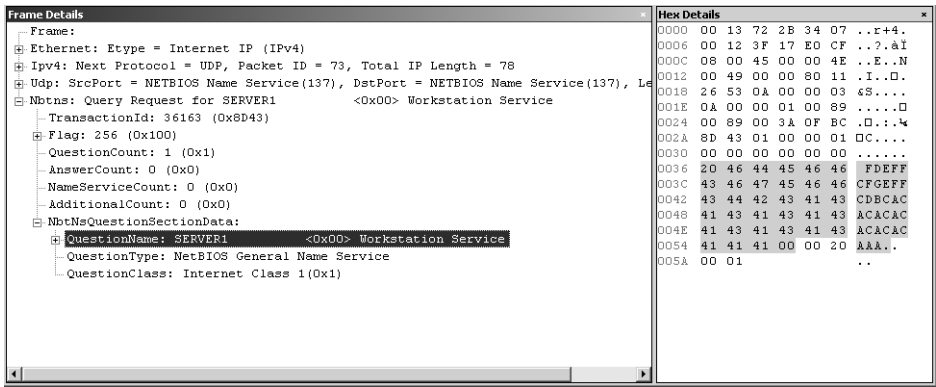 Frame Details × Hex Details ×
Frame:
Ethernet: Etype = Internet IP (IPv4)
Ipv4: Next Protocol = UDP, Packet ID = 73, Total IP Length = 78
Udp: SrcPort = NETBIOS Name Service(137), DstPort = NETBIOS Name Service(137), Le
Nbtns: Query Request for SERVER1 <0x00> Workstation Service
TransactionId: 36163 (0x8D43)
Flag: 256 (0x100)
QuestionCount: 1 (0x1)
AnswerCount: 0 (0x0)
NameServiceCount: 0 (0x0)
AdditionalCount: 0 (0x0)
NbtNsQuestionSectionData:
QuestionName: SERVER1 <0x00> Workstation Service
QuestionType: NetBIOS General Name Service
QuestionClass: Internet Class 1(0x1)
0000 00 13 72 2B 34 07 ..r+4.
0006 00 12 3F 17 E0 CF ..?.àÏ
000C 08 00 45 00 00 4E ..E..N
0012 00 49 00 00 80 11 .I..□.
0018 26 53 0A 00 00 03 &S....
001E 0A 00 00 01 00 89 .....□
0024 00 89 00 3A 0F BC .□.:.¼
002A 8D 43 01 00 00 01 □C....
0030 00 00 00 00 00 00 ......
0036 20 46 44 45 46 46 FDEFF
003C 43 46 47 45 46 46 CFGEFF
0042 43 44 42 43 41 43 CDBCAC
0048 41 43 41 43 41 43 ACACAC
004E 41 43 41 43 41 43 ACACAC
0054 41 41 41 00 00 20 AAA..
005A 00 01 ..